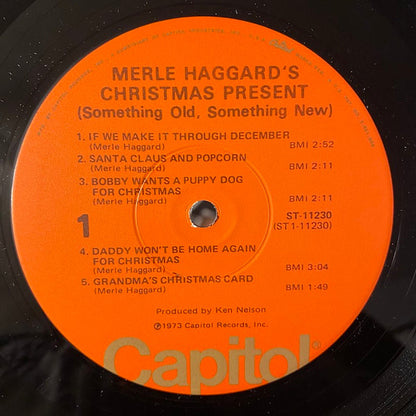 MERLE HAGGARD'S
CHRISTMAS PRESENT
(Something Old, Something New)
1. IF WE MAKE IT THROUGH DECEMBER
(Merle Haggard) BMI 2:52
2. SANTA CLAUS AND POPCORN
(Merle Haggard) BMI 2:11
3. BOBBY WANTS A PUPPY DOG
FOR CHRISTMAS
(Merle Haggard) BMI 2:11
1
ST-11230
(ST 1-11230)
4. DADDY WON'T BE HOME AGAIN
FOR CHRISTMAS
(Merle Haggard) BMI 3:04
5. GRANDMA'S CHRISTMAS CARD
(Merle Haggard) BMI 1:49
Produced by Ken Nelson
℗1973 Capitol Records, Inc.
Capitol®